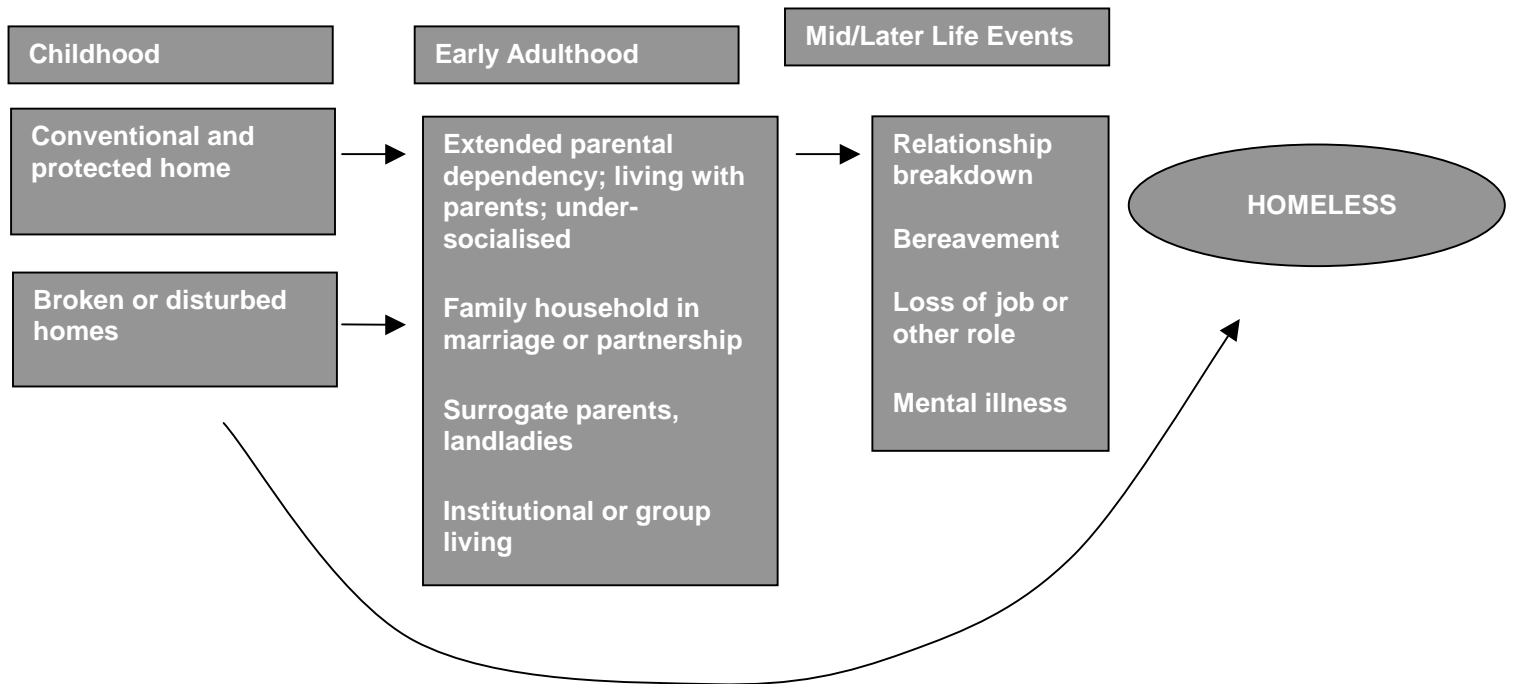 Childhood
Early Adulthood
Mid/Later Life Events
Conventional and
protected home
Broken or disturbed
homes
Extended parental
dependency; living with
parents; under-
socialised
Family household in
marriage or partnership
Surrogate parents,
landladies
Institutional or group
living
Relationship
breakdown
Bereavement
Loss of job or
other role
Mental illness
HOMELESS